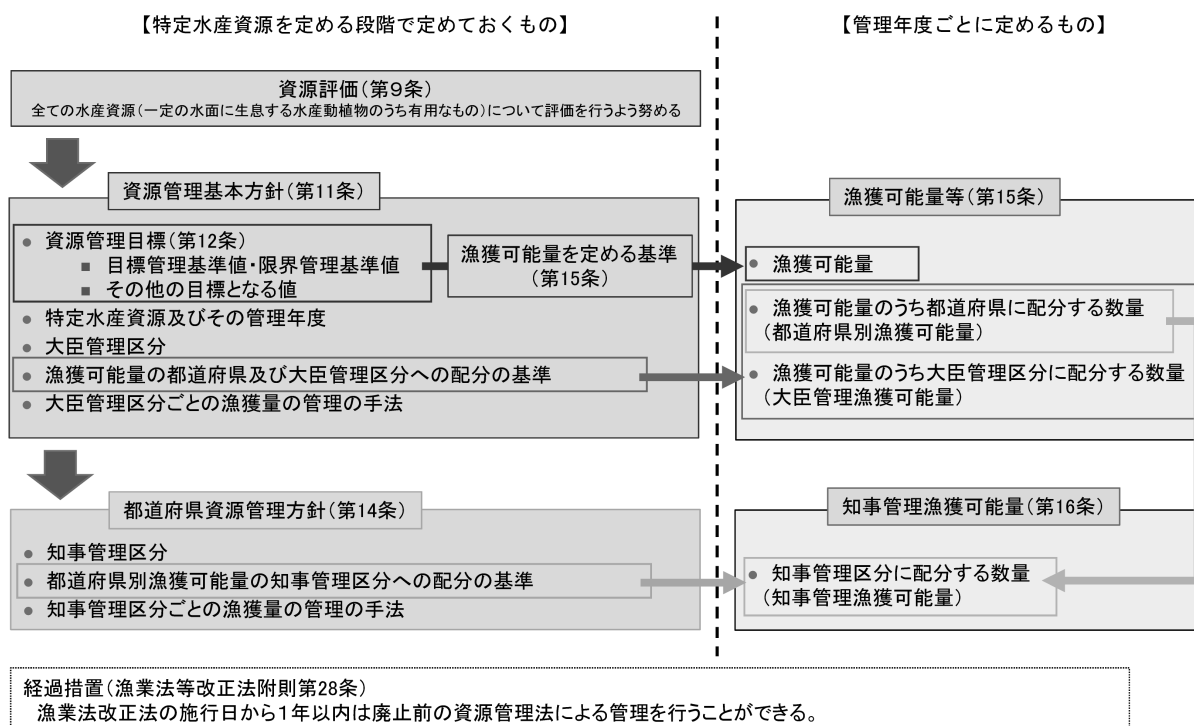 【特定水産資源を定める段階で定めておくもの】
資源評価(第9条)
全ての水産資源(一定の水面に生息する水産動植物のうち有用なもの)について評価を行うよう努める
資源管理基本方針(第11条)
● 資源管理目標(第12条)
■ 目標管理基準値・限界管理基準値
■ その他の目標となる値
漁獲可能量を定める基準
(第15条)
● 特定水産資源及びその管理年度
● 大臣管理区分
● 漁獲可能量の都道府県及び大臣管理区分への配分の基準
● 大臣管理区分ごとの漁獲量の管理の手法
都道府県資源管理方針(第14条)
● 知事管理区分
● 都道府県別漁獲可能量の知事管理区分への配分の基準
● 知事管理区分ごとの漁獲量の管理の手法
【管理年度ごとに定めるもの】
漁獲可能量等(第15条)
● 漁獲可能量
● 漁獲可能量のうち都道府県に配分する数量
(都道府県別漁獲可能量)
● 漁獲可能量のうち大臣管理区分に配分する数量
(大臣管理漁獲可能量)
知事管理漁獲可能量(第16条)
● 知事管理区分に配分する数量
(知事管理漁獲可能量)
経過措置(漁業法等改正法附則第28条)
漁業法改正法の施行日から1年以内は廃止前の資源管理法による管理を行うことができる。